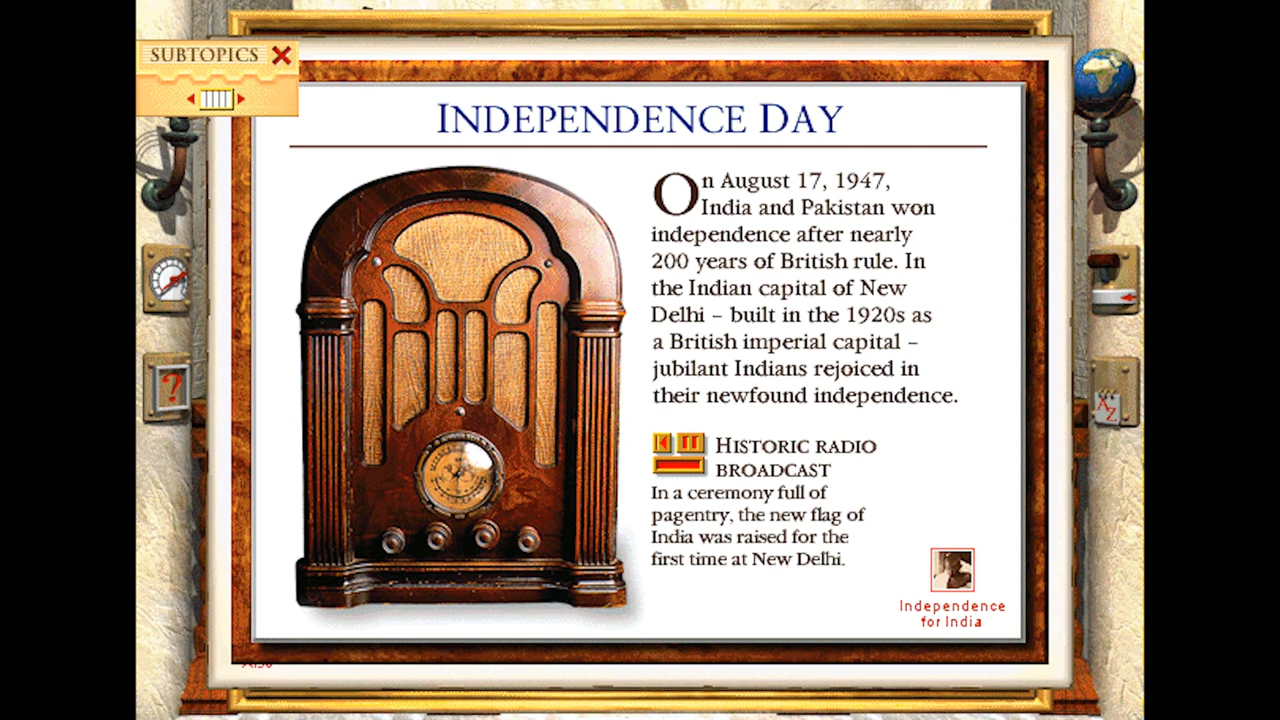 SUBTOPICS
INDEPENDENCE DAY
On August 17, 1947,
India and Pakistan won
independence after nearly
200 years of British rule. In
the Indian capital of New
Delhi – built in the 1920s as
a British imperial capital –
jubilant Indians rejoiced in
their newfound independence.
HISTORIC RADIO
BROADCAST
In a ceremony full of
pagentry, the new flag of
India was raised for the
first time at New Delhi.
Independence
for India
?
AZ